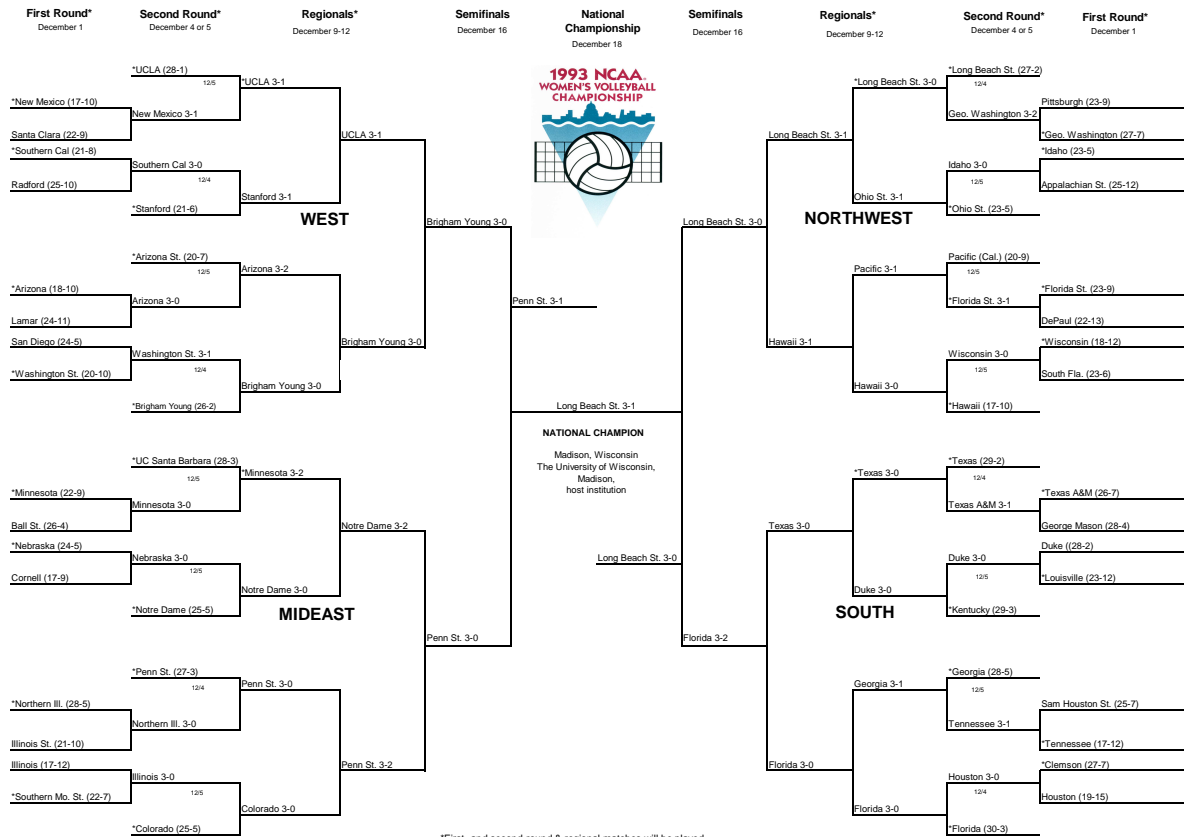 First Round*
December 1
Second Round*
December 4 or 5
Regionals*
December 9-12
Semifinals
December 16
National
Championship
December 18
Semifinals
December 16
Regionals*
December 9-12
Second Round*
December 4 or 5
First Round*
December 1
1993 NCAA®
WOMEN'S VOLLEYBALL
CHAMPIONSHIP
*UCLA (28-1)
12/5
*UCLA 3-1
*New Mexico (17-10)
New Mexico 3-1
Santa Clara (22-9)
UCLA 3-1
*Southern Cal (21-8)
Southern Cal 3-0
12/4
Radford (25-10)
Stanford 3-1
*Stanford (21-6)
WEST
Brigham Young 3-0
*Arizona St. (20-7)
12/5
Arizona 3-2
*Arizona (18-10)
Arizona 3-0
Lamar (24-11)
San Diego (24-5)
Brigham Young 3-0
Washington St. 3-1
12/4
*Washington St. (20-10)
Brigham Young 3-0
*Brigham Young (26-2)
Penn St. 3-1
*UC Santa Barbara (28-3)
12/5
*Minnesota 3-2
*Minnesota (22-9)
Minnesota 3-0
Ball St. (26-4)
Notre Dame 3-2
*Nebraska (24-5)
Nebraska 3-0
12/5
Cornell (17-9)
Notre Dame 3-0
*Notre Dame (25-5)
MIDEAST
Penn St. 3-0
*Penn St. (27-3)
12/4
Penn St. 3-0
*Northern Ill. (28-5)
Northern Ill. 3-0
Illinois St. (21-10)
Illinois (17-12)
Penn St. 3-2
Illinois 3-0
12/5
*Southern Mo. St. (22-7)
Colorado 3-0
*Colorado (25-5)
Long Beach St. 3-1
NATIONAL CHAMPION
Madison, Wisconsin
The University of Wisconsin,
Madison,
host institution
Long Beach St. 3-0
*Long Beach St. 3-0
*Long Beach St. (27-2)
12/4
Pittsburgh (23-9)
Geo. Washington 3-2
*Geo. Washington (27-7)
Long Beach St. 3-1
*Idaho (23-5)
Idaho 3-0
12/5
Appalachian St. (25-12)
Ohio St. 3-1
*Ohio St. (23-5)
NORTHWEST
Long Beach St. 3-0
Pacific (Cal.) (20-9)
12/5
Pacific 3-1
*Florida St. (23-9)
*Florida St. 3-1
DePaul (22-13)
Hawaii 3-1
*Wisconsin (18-12)
Wisconsin 3-0
12/5
South Fla. (23-6)
Hawaii 3-0
*Hawaii (17-10)
*Texas (29-2)
12/4
*Texas 3-0
*Texas A&M (26-7)
Texas A&M 3-1
George Mason (28-4)
Texas 3-0
Duke ((28-2)
Duke 3-0
12/5
*Louisville (23-12)
Duke 3-0
*Kentucky (29-3)
SOUTH
Florida 3-2
*Georgia (28-5)
12/5
Georgia 3-1
Sam Houston St. (25-7)
Tennessee 3-1
*Tennessee (17-12)
Florida 3-0
*Clemson (27-7)
Houston 3-0
12/4
Houston (19-15)
Florida 3-0
*Florida (30-3)
*First- and second-round & regional matches will be played